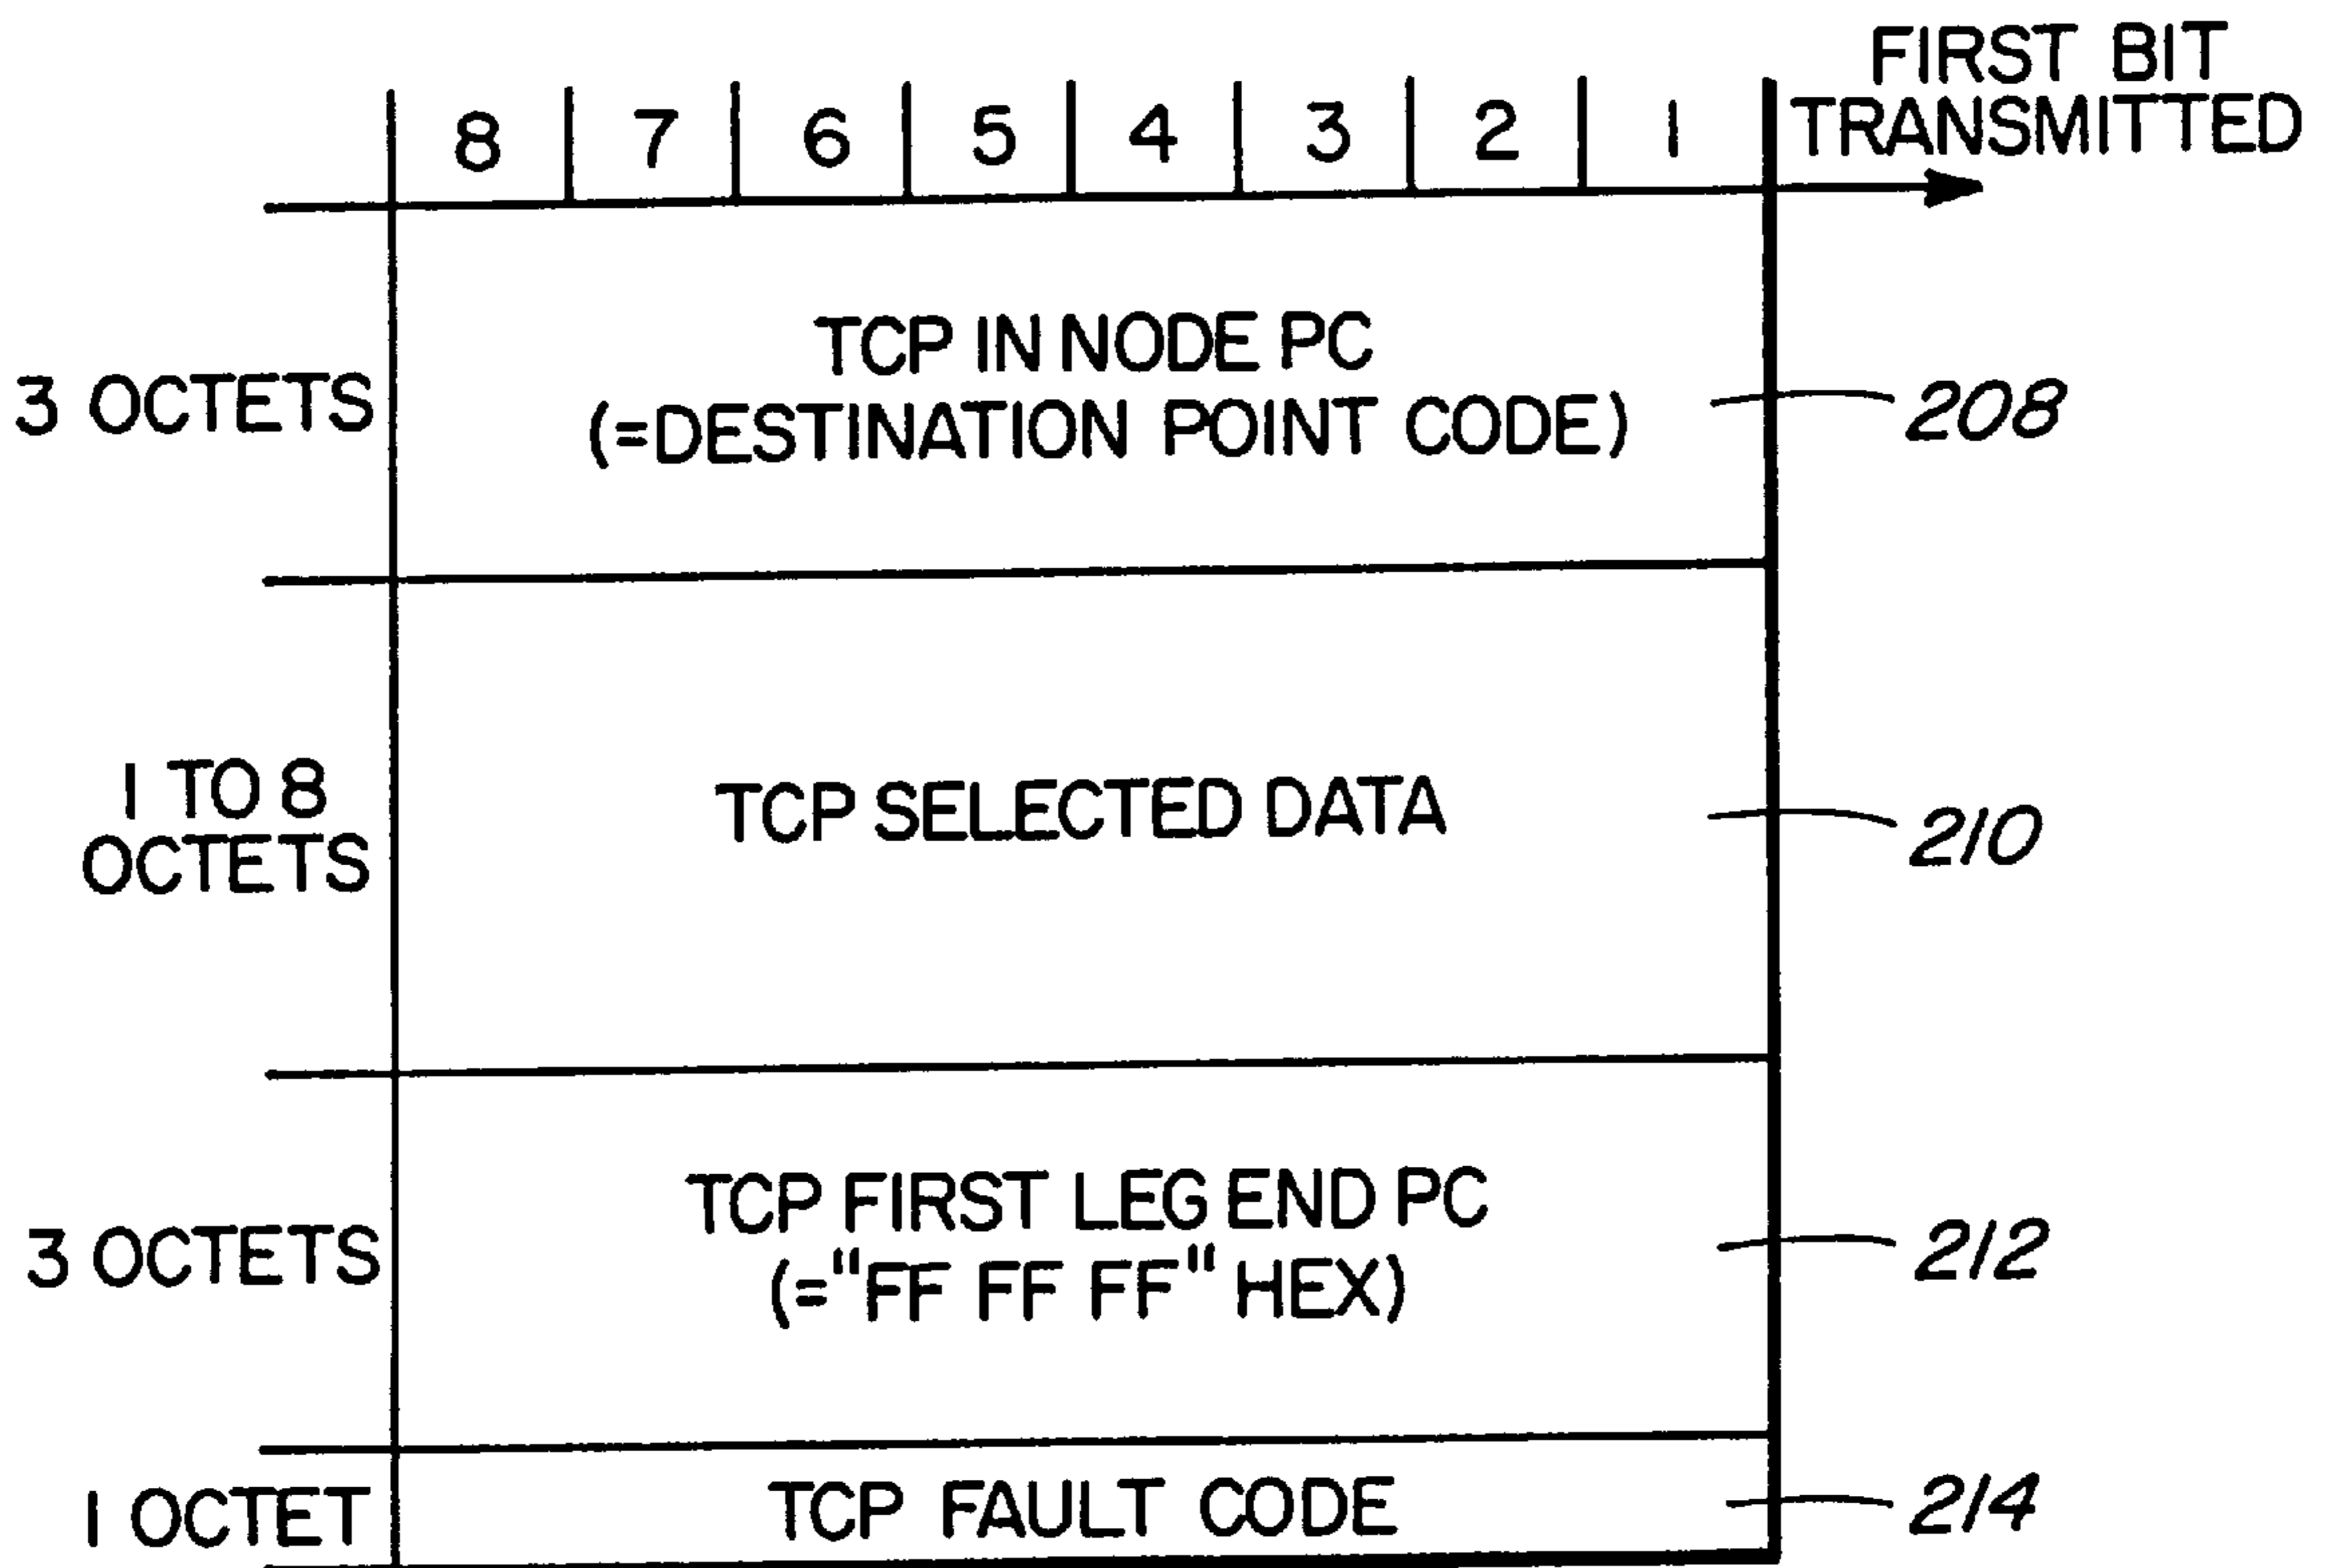 FIRST BIT
TRANSMITTED
8 7 6 5 4 3 2 1
3 OCTETS
TCP IN NODE PC
(=DESTINATION POINT CODE)
208
1 TO 8
OCTETS
TCP SELECTED DATA
210
3 OCTETS
TCP FIRST LEG END PC
(="FF FF FF" HEX)
212
1 OCTET
TCP FAULT CODE
214